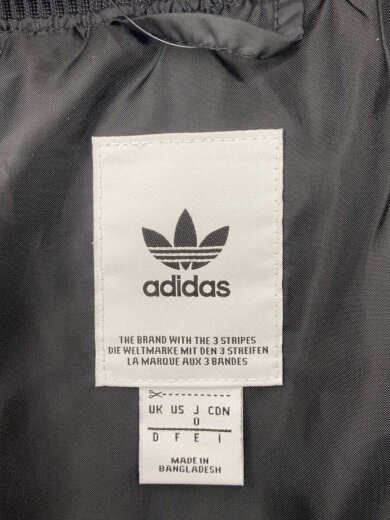 adidas
THE BRAND WITH THE 3 STRIPES
DIE WELTMARKE MIT DEN 3 STREIFEN
LA MARQUE AUX 3 BANDES
UK US J CDN
O
D F E I
MADE IN
BANGLADESH